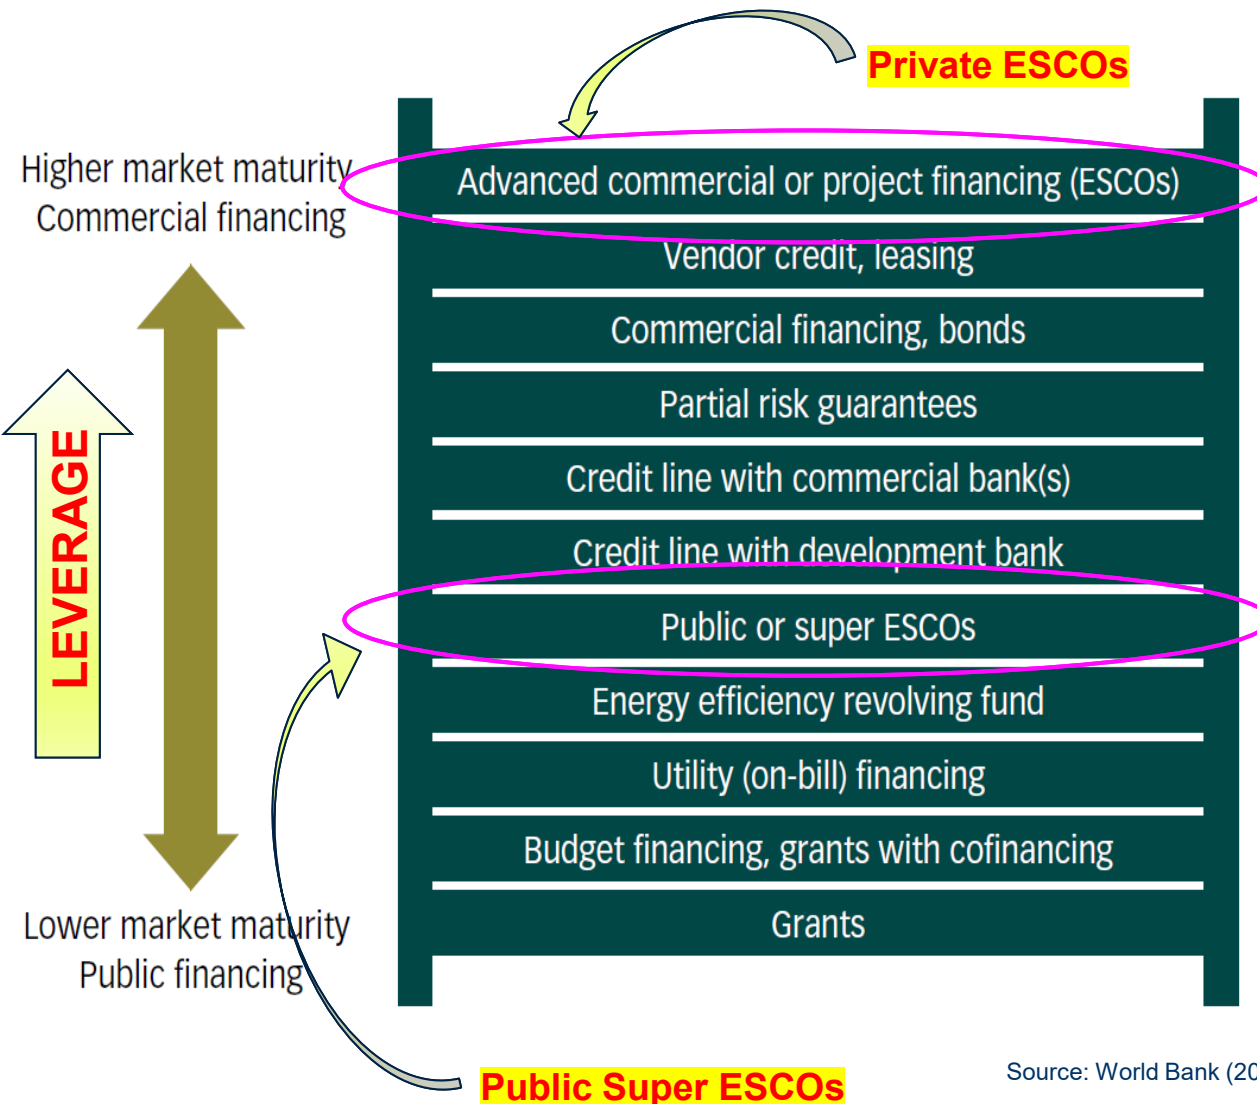 Private ESCOs
Higher market maturity
Commercial financing
Advanced commercial or project financing (ESCOs)
Vendor credit, leasing
Commercial financing, bonds
Partial risk guarantees
Credit line with commercial bank(s)
Credit line with development bank
LEVERAGE
Public or super ESCOs
Energy efficiency revolving fund
Utility (on-bill) financing
Budget financing, grants with cofinancing
Grants
Lower market maturity
Public financing
Source: World Bank (20
Public Super ESCOs